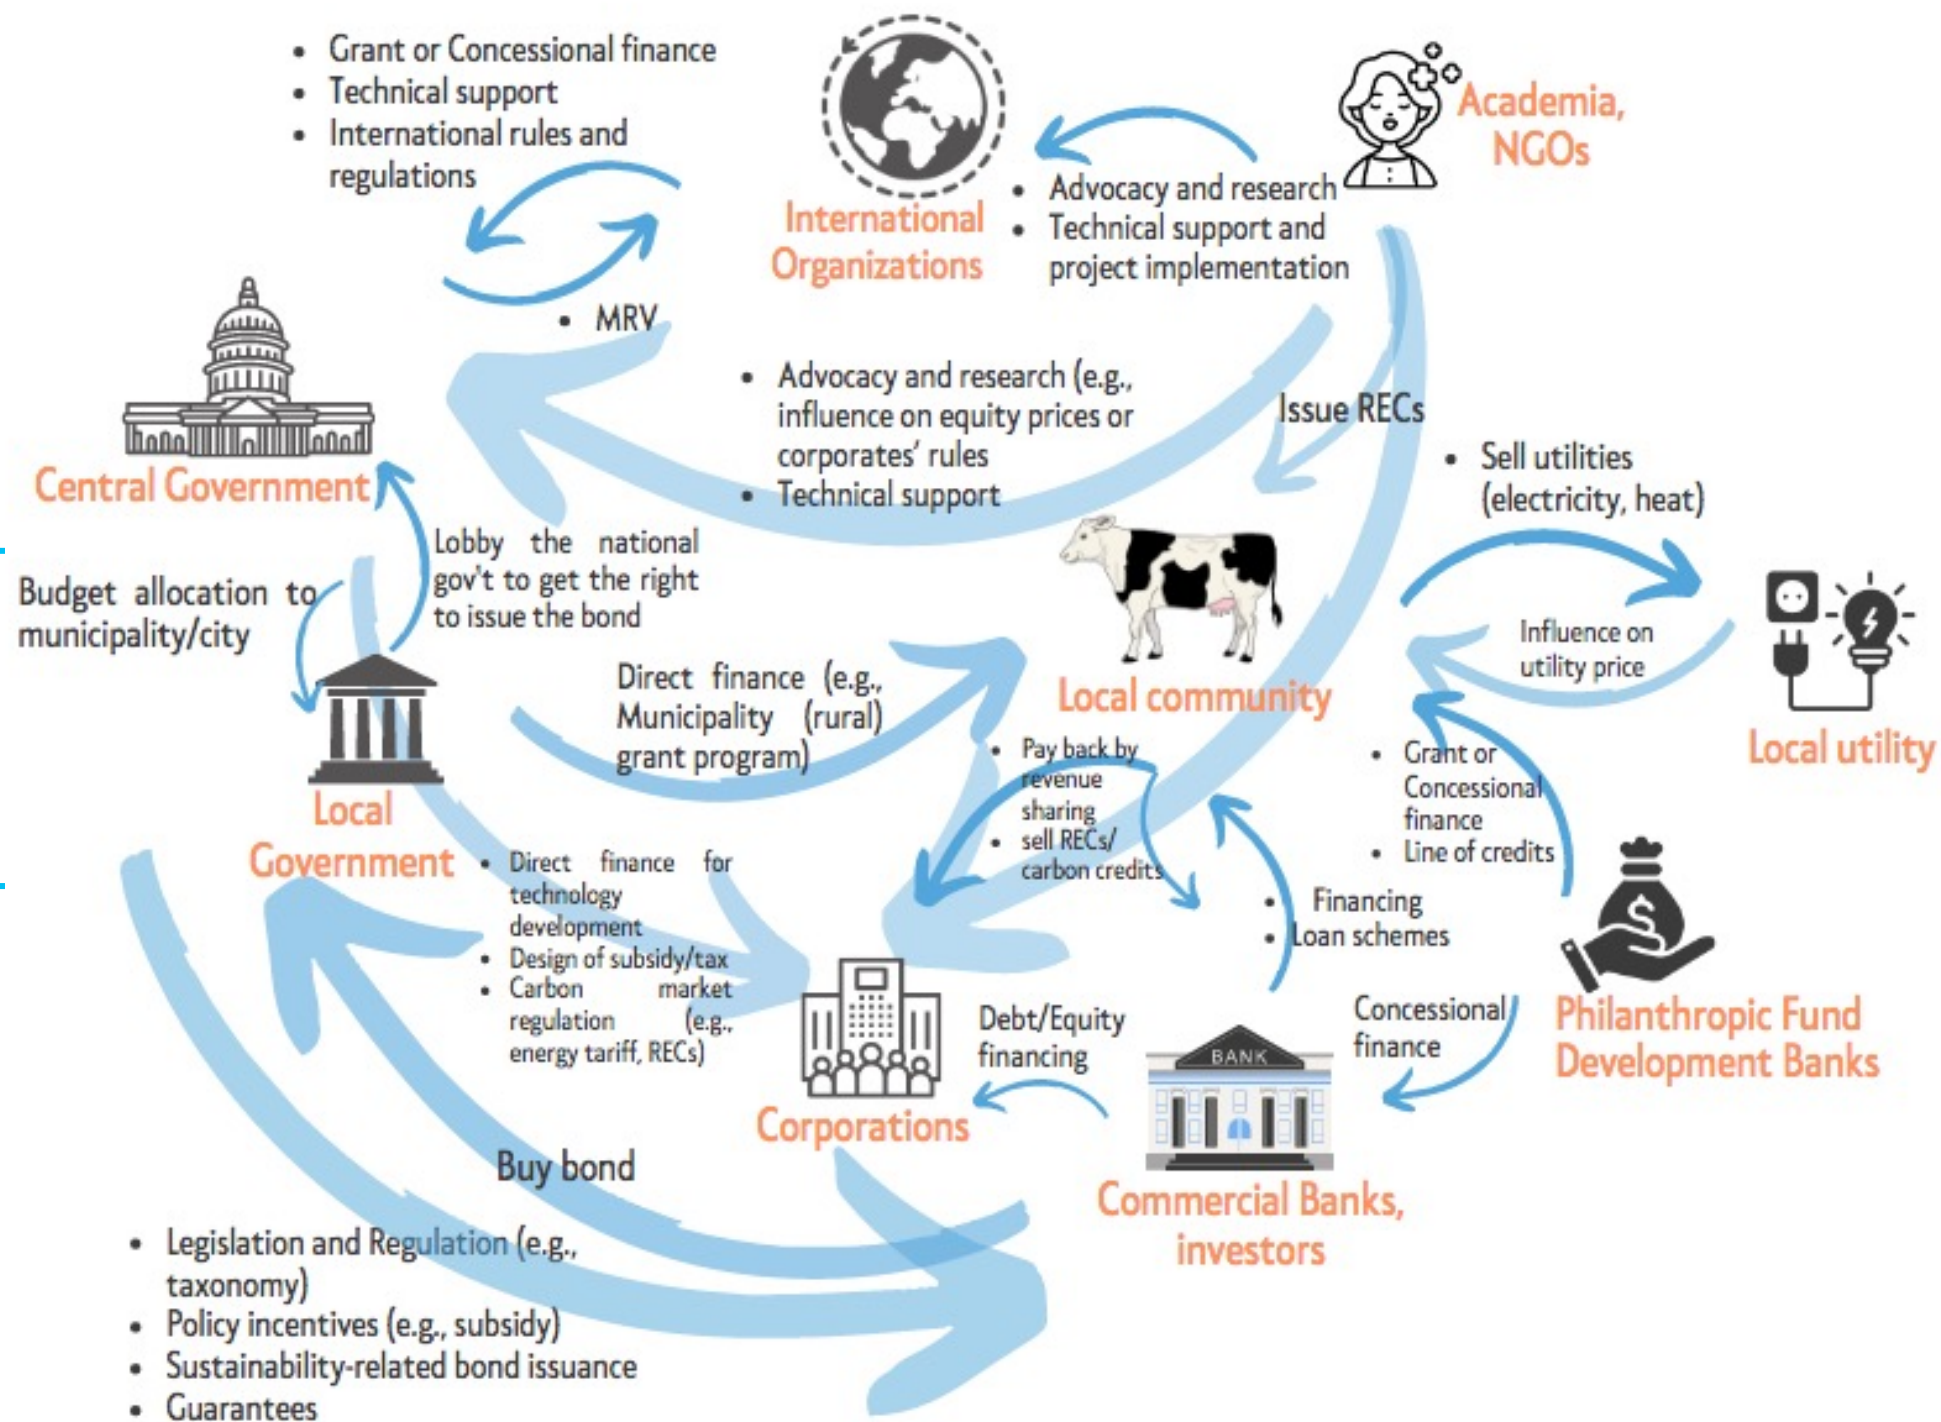 • Grant or Concessional finance
• Technical support
• International rules and
regulations
International
Organizations
Academia,
NGOs
• Advocacy and research
• Technical support and
project implementation
• MRV
Central Government
• Advocacy and research (e.g.,
influence on equity prices or
corporates' rules
• Technical support
Issue RECs
• Sell utilities
(electricity, heat)
Budget allocation to
municipality/city
Lobby the national
gov't to get the right
to issue the bond
Influence on
utility price
Local utility
Direct finance (e.g.,
Municipality (rural)
grant program)
Local community
Local
Government
• Pay back by
revenue
sharing
• sell RECs/
carbon credits
• Grant or
Concessional
finance
• Line of credits
• Direct finance for
technology
development
• Design of subsidy/tax
• Carbon market
regulation (e.g.,
energy tariff, RECs)
• Financing
• Loan schemes
Corporations
Debt/Equity
financing
BANK
Concessional
finance
Philanthropic Fund
Development Banks
Commercial Banks,
investors
Buy bond
• Legislation and Regulation (e.g.,
taxonomy)
• Policy incentives (e.g., subsidy)
• Sustainability-related bond issuance
• Guarantees